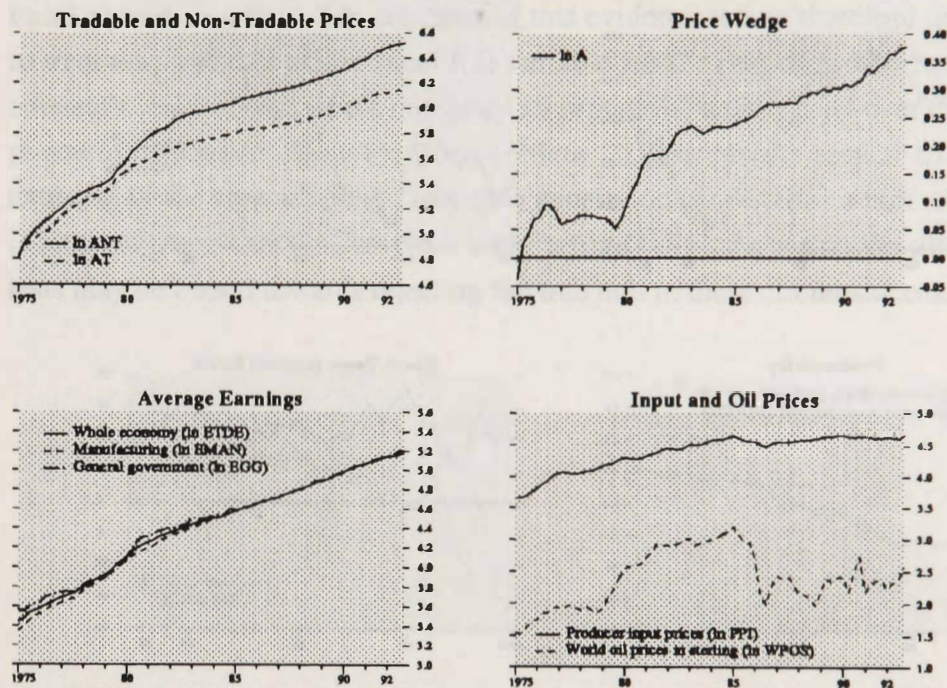 Tradable and Non-Tradable Prices
6.6
6.4
6.2
6.0
5.8
5.6
5.4
5.2
5.0
4.8
4.6
ln ANT
ln AT
1975 80 85 90 92
Price Wedge
0.40
0.35
0.30
0.25
0.20
0.15
0.10
0.05
0.00
-0.05
ln A
1975 80 85 90 92
Average Earnings
5.6
5.4
5.2
5.0
4.8
4.6
4.4
4.2
4.0
3.8
3.6
3.4
3.2
3.0
Whole economy (ln ETDE)
Manufacturing (ln EMAN)
General government (ln EGG)
1975 80 85 90 92
Input and Oil Prices
5.0
4.5
4.0
3.5
3.0
2.5
2.0
1.5
1.0
Producer input prices (ln PPI)
World oil prices in sterling (ln WPOS)
1975 80 85 90 92